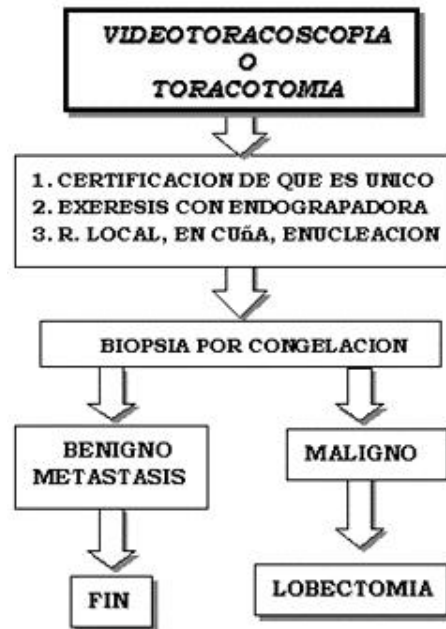 VIDEOTORACOSCOPIA
O
TORACOTOMIA
1. CERTIFICACION DE QUE ES UNICO
2. EXERESIS CON ENDOGRAPADORA
3. R. LOCAL, EN CUñA, ENUCLEACION
BIOPSIA POR CONGELACION
BENIGNO
METASTASIS
MALIGNO
FIN
LOBECTOMIA